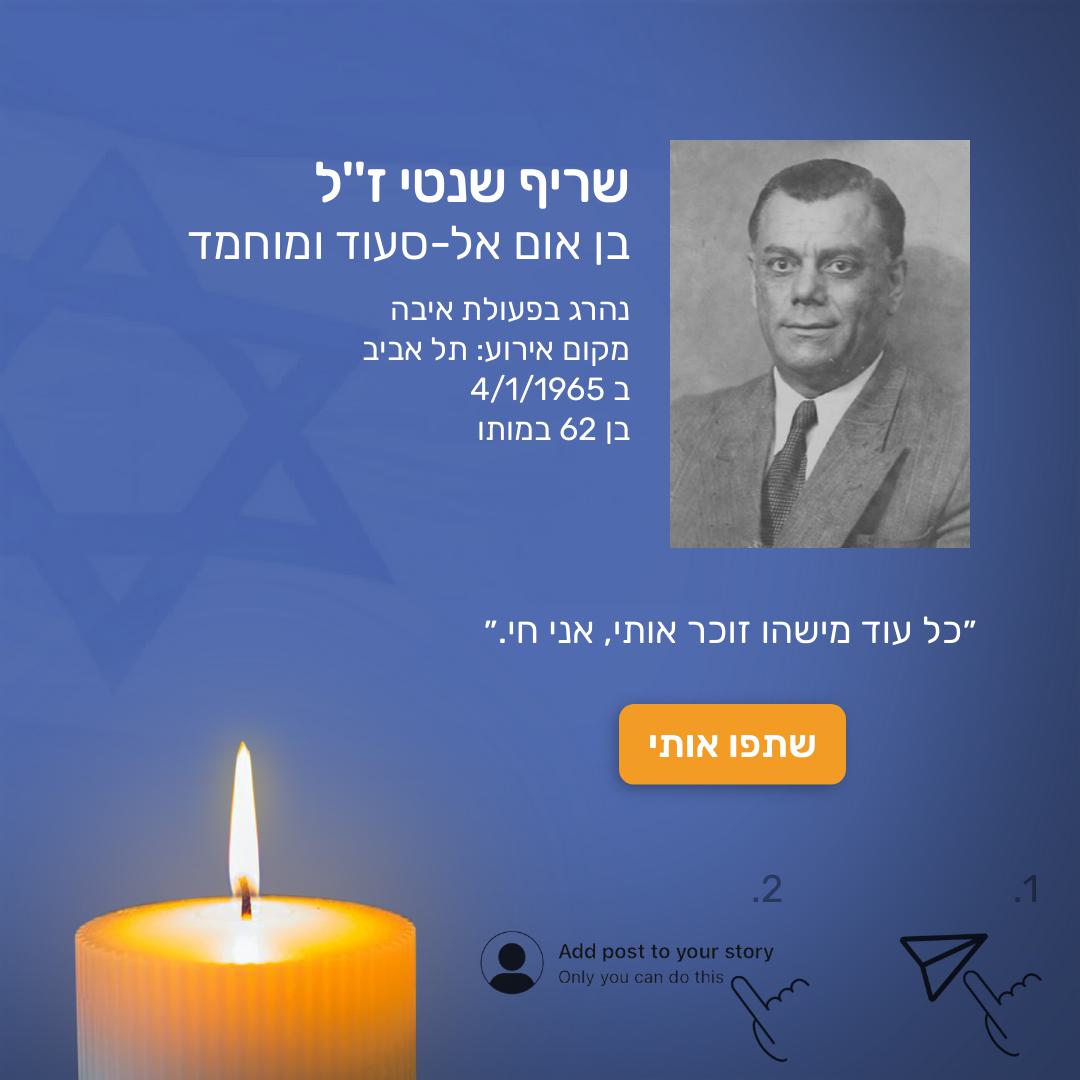 שריף שנטי ז"ל
בן אום אל-סעוד ומוחמד
נהרג בפעולת איבה
מקום אירוע: תל אביב
ב 4/1/1965
בן 62 במותו
״כל עוד מישהו זוכר אותי, אני חי.״
שתפו אותי
.1
.2
Add post to your story
Only you can do this